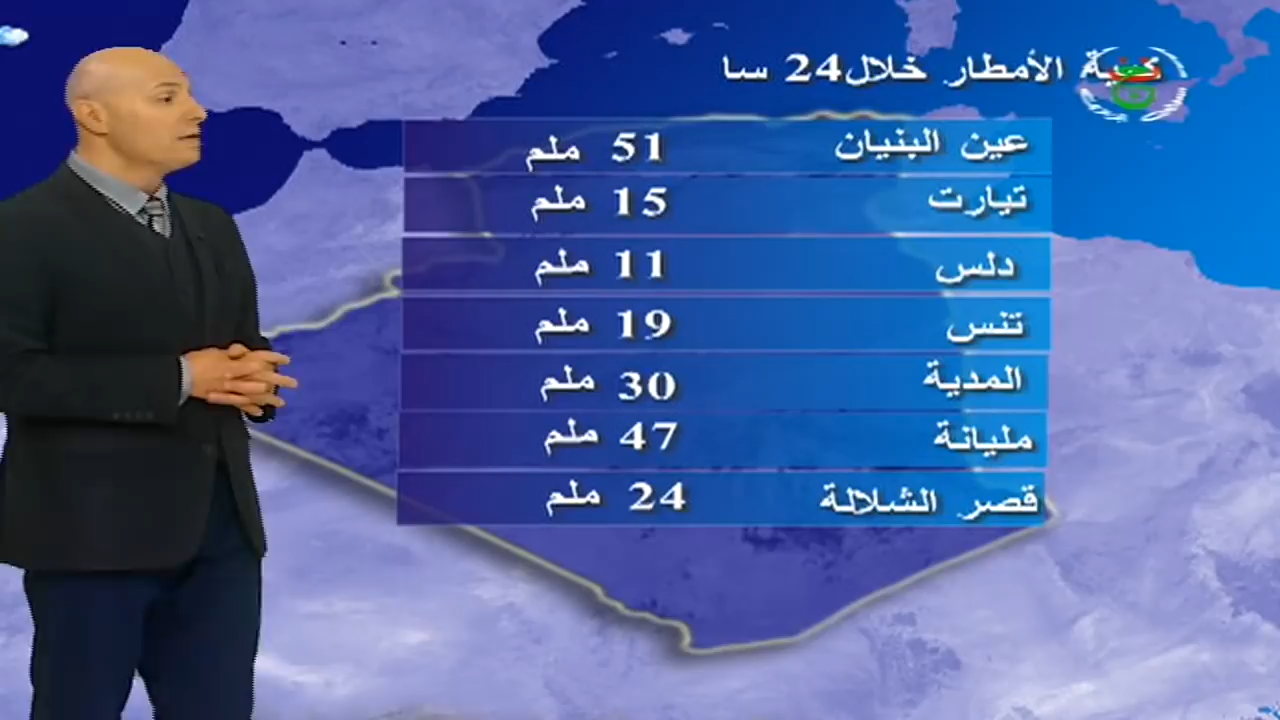 كمية الأمطار خلال24 سا
عين البنيان 51 ملم
تيارت 15 ملم
دلس 11 ملم
تنس 19 ملم
المدية 30 ملم
مليانة 47 ملم
قصر الشلالة 24 ملم